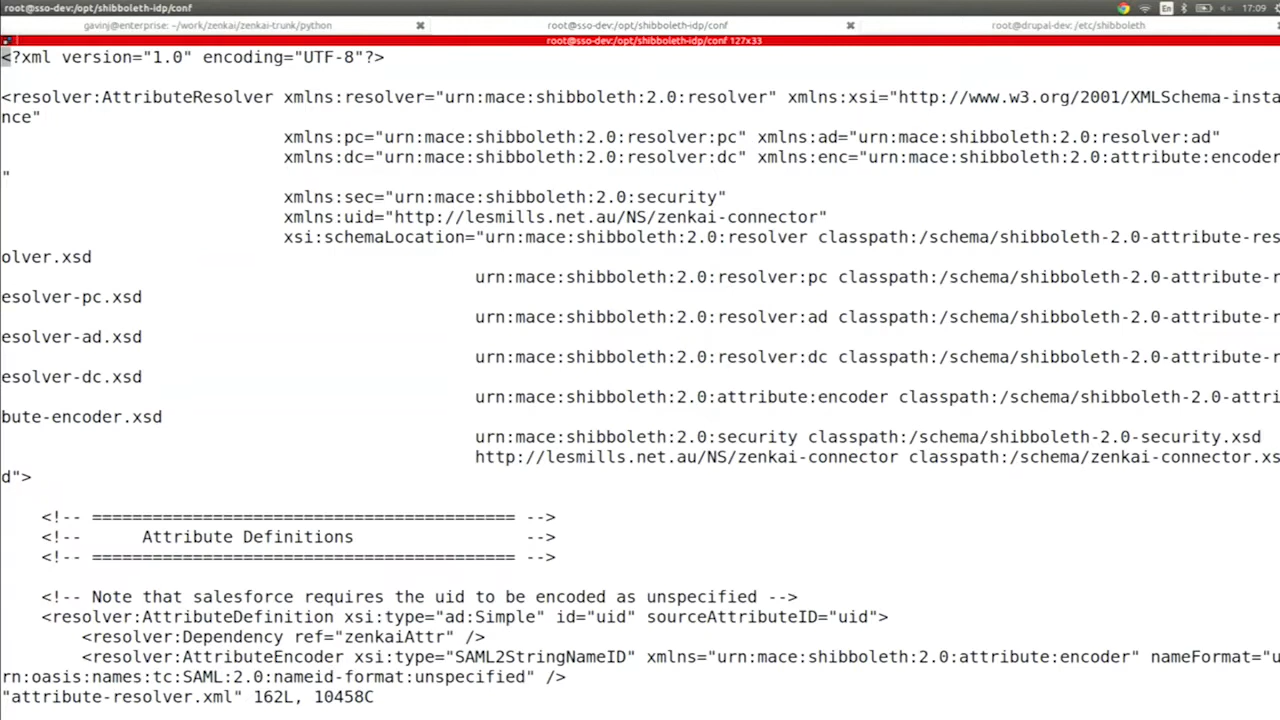 root@sso-dev:/opt/shibboleth-idp/conf
En
17:09
gavinj@enterprise: ~/work/zenkai/zenkai-trunk/python
root@sso-dev:/opt/shibboleth-idp/conf
root@drupal-dev: /etc/shibboleth
root@sso-dev:/opt/shibboleth-idp/conf 127x33
<?xml version="1.0" encoding="UTF-8"?>
<resolver:AttributeResolver xmlns:resolver="urn:mace:shibboleth:2.0:resolver" xmlns:xsi="http://www.w3.org/2001/XMLSchema-insta
nce"
xmlns:pc="urn:mace:shibboleth:2.0:resolver:pc" xmlns:ad="urn:mace:shibboleth:2.0:resolver:ad"
xmlns:dc="urn:mace:shibboleth:2.0:resolver:dc" xmlns:enc="urn:mace:shibboleth:2.0:attribute:encoder
"
xmlns:sec="urn:mace:shibboleth:2.0:security"
xmlns:uid="http://lesmills.net.au/NS/zenkai-connector"
xsi:schemaLocation="urn:mace:shibboleth:2.0:resolver classpath:/schema/shibboleth-2.0-attribute-res
olver.xsd
urn:mace:shibboleth:2.0:resolver:pc classpath:/schema/shibboleth-2.0-attribute-r
esolver-pc.xsd
urn:mace:shibboleth:2.0:resolver:ad classpath:/schema/shibboleth-2.0-attribute-r
esolver-ad.xsd
urn:mace:shibboleth:2.0:resolver:dc classpath:/schema/shibboleth-2.0-attribute-r
esolver-dc.xsd
urn:mace:shibboleth:2.0:attribute:encoder classpath:/schema/shibboleth-2.0-attri
bute-encoder.xsd
urn:mace:shibboleth:2.0:security classpath:/schema/shibboleth-2.0-security.xsd
http://lesmills.net.au/NS/zenkai-connector classpath:/schema/zenkai-connector.xs
d">
<!-- ========================================== -->
<!-- Attribute Definitions -->
<!-- ========================================== -->
<!-- Note that salesforce requires the uid to be encoded as unspecified -->
<resolver:AttributeDefinition xsi:type="ad:Simple" id="uid" sourceAttributeID="uid">
<resolver:Dependency ref="zenkaiAttr" />
<resolver:AttributeEncoder xsi:type="SAML2StringNameID" xmlns="urn:mace:shibboleth:2.0:attribute:encoder" nameFormat="u
rn:oasis:names:tc:SAML:2.0:nameid-format:unspecified" />
"attribute-resolver.xml" 162L, 10458C